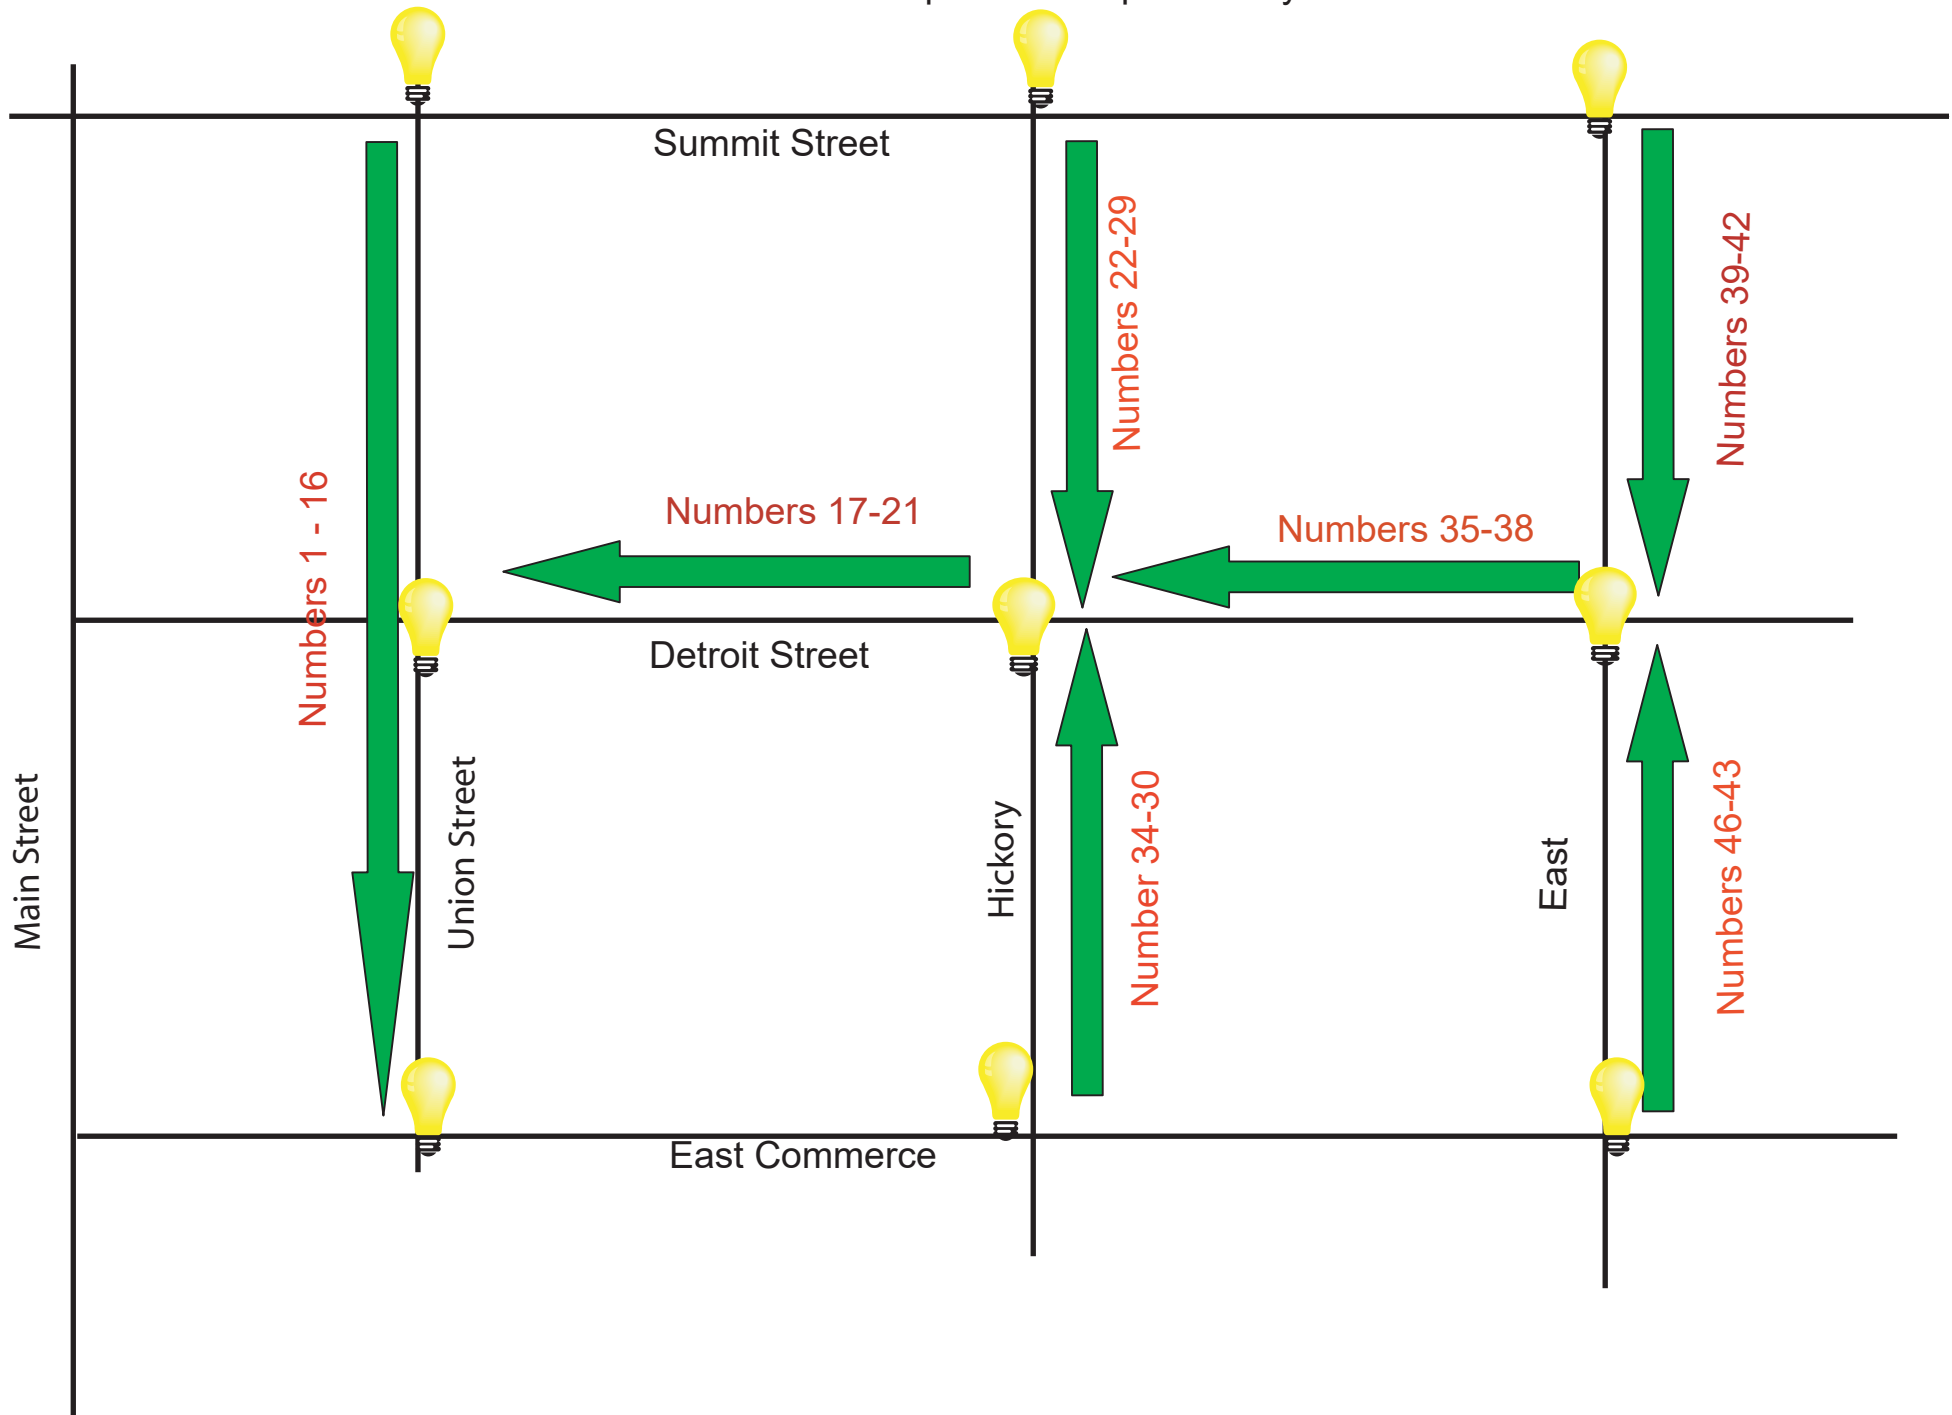 Summit Street
Numbers 22-29
Numbers 39-42
Numbers 1 - 16
Numbers 17-21
Numbers 35-38
Detroit Street
Main Street
Union Street
Hickory
Number 34-30
East
Numbers 46-43
East Commerce